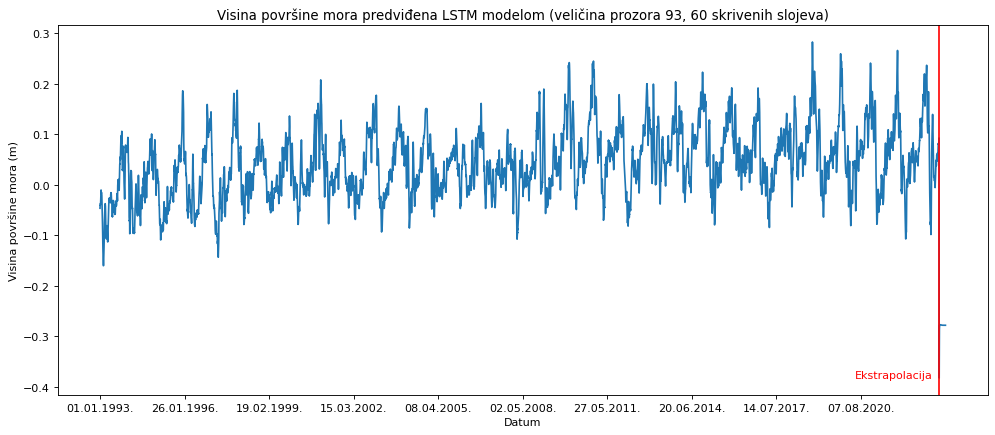 Visina površine mora predviđena LSTM modelom (veličina prozora 93, 60 skrivenih slojeva)
Visina površine mora (m)
0.3
0.2
0.1
0.0
−0.1
−0.2
−0.3
−0.4
Ekstrapolacija
01.01.1993. 26.01.1996. 19.02.1999. 15.03.2002. 08.04.2005. 02.05.2008. 27.05.2011. 20.06.2014. 14.07.2017. 07.08.2020.
Datum